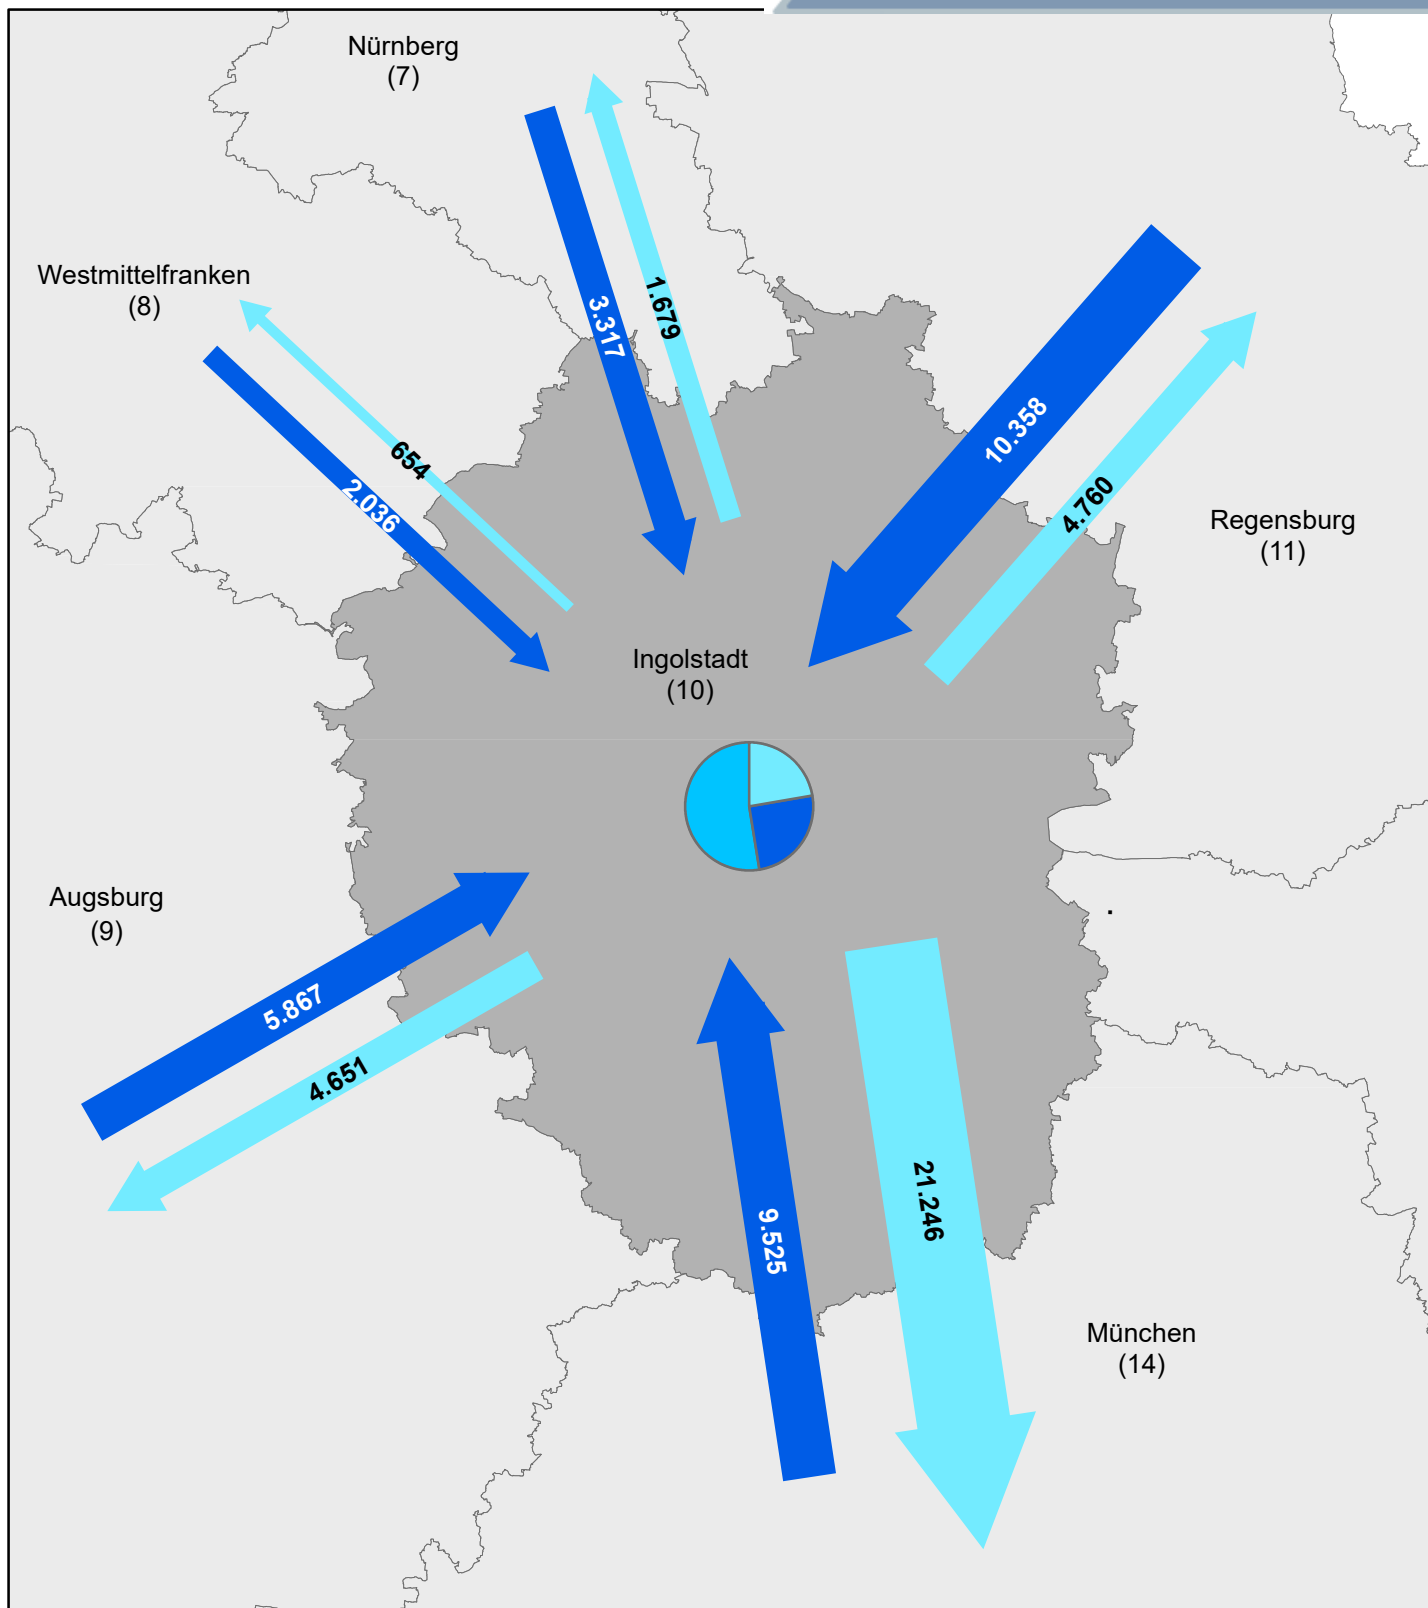 Nürnberg
(7)
Westmittelfranken
(8)
3.317
1.679
10.358
654
2.036
4.760
Regensburg
(11)
Ingolstadt
(10)
Augsburg
(9)
5.867
4.651
21.246
9.525
München
(14)